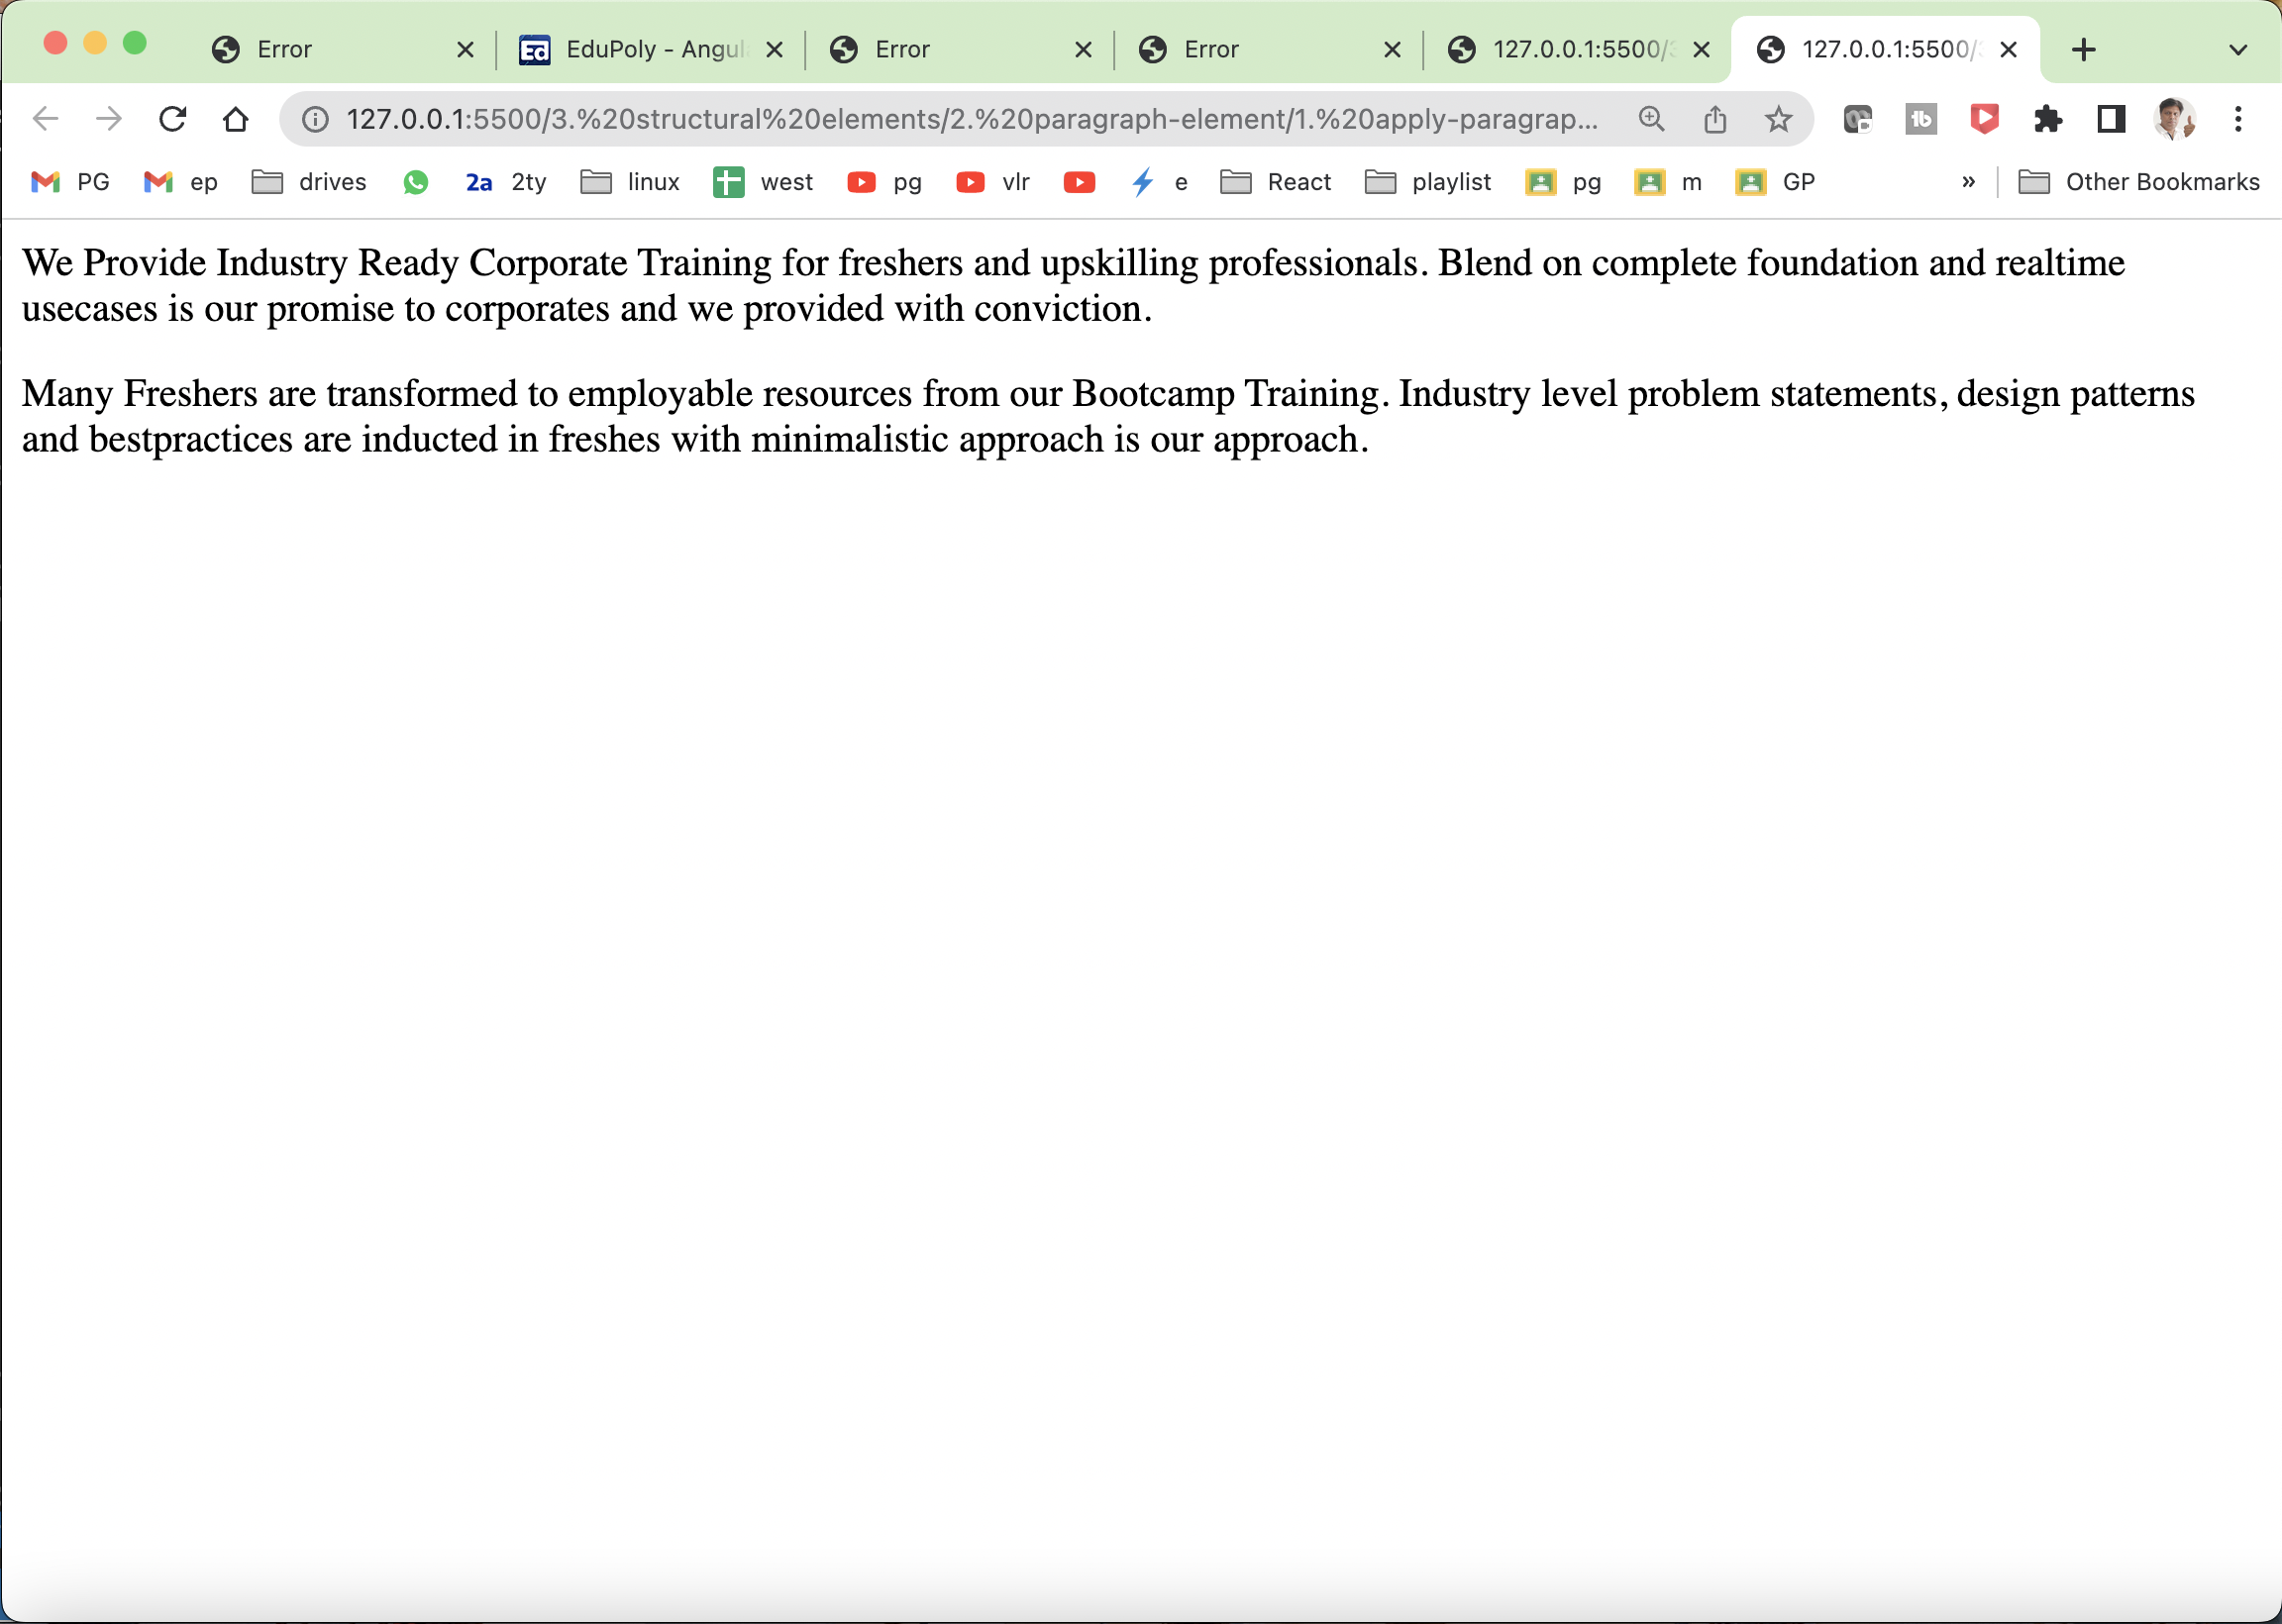 Error
EduPoly - Angul
Error
Error
127.0.0.1:5500/
127.0.0.1:5500/
127.0.0.1:5500/3.%20structural%20elements/2.%20paragraph-element/1.%20apply-paragrap...
PG ep drives 2a 2ty linux west pg vlr e React playlist pg m GP » Other Bookmarks
We Provide Industry Ready Corporate Training for freshers and upskilling professionals. Blend on complete foundation and realtime
usecases is our promise to corporates and we provided with conviction.
Many Freshers are transformed to employable resources from our Bootcamp Training. Industry level problem statements, design patterns
and bestpractices are inducted in freshes with minimalistic approach is our approach.